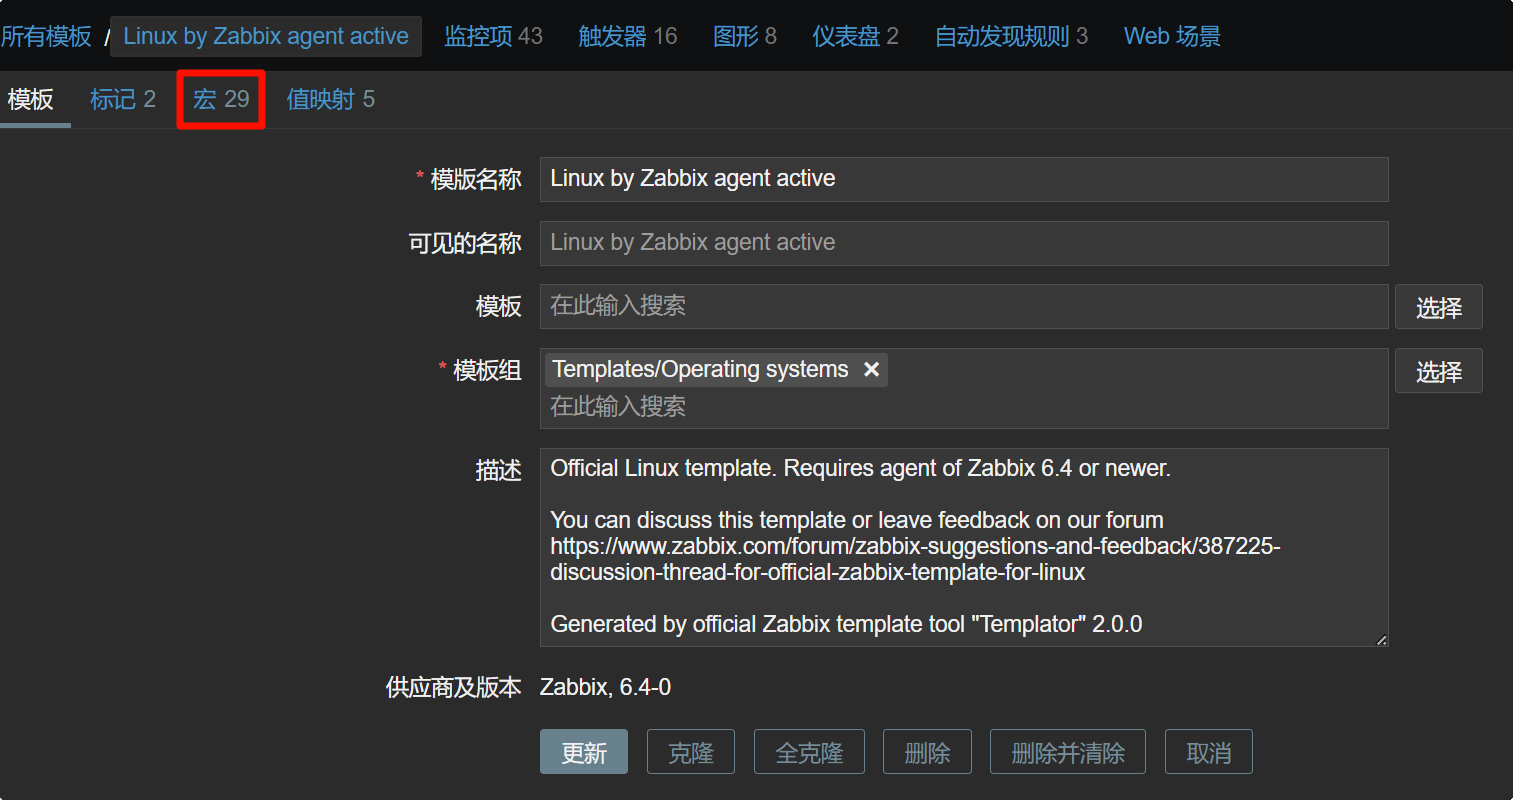 所有模板 / Linux by Zabbix agent active 监控项 43 触发器 16 图形 8 仪表盘 2 自动发现规则 3 Web 场景
模板 标记 2 宏 29 值映射 5
* 模版名称 Linux by Zabbix agent active
可见的名称 Linux by Zabbix agent active
模板 在此输入搜索 选择
* 模板组 Templates/Operating systems × 选择
在此输入搜索
描述 Official Linux template. Requires agent of Zabbix 6.4 or newer.
You can discuss this template or leave feedback on our forum
https://www.zabbix.com/forum/zabbix-suggestions-and-feedback/387225-
discussion-thread-for-official-zabbix-template-for-linux
Generated by official Zabbix template tool "Templator" 2.0.0
供应商及版本 Zabbix, 6.4-0
更新 克隆 全克隆 删除 删除并清除 取消